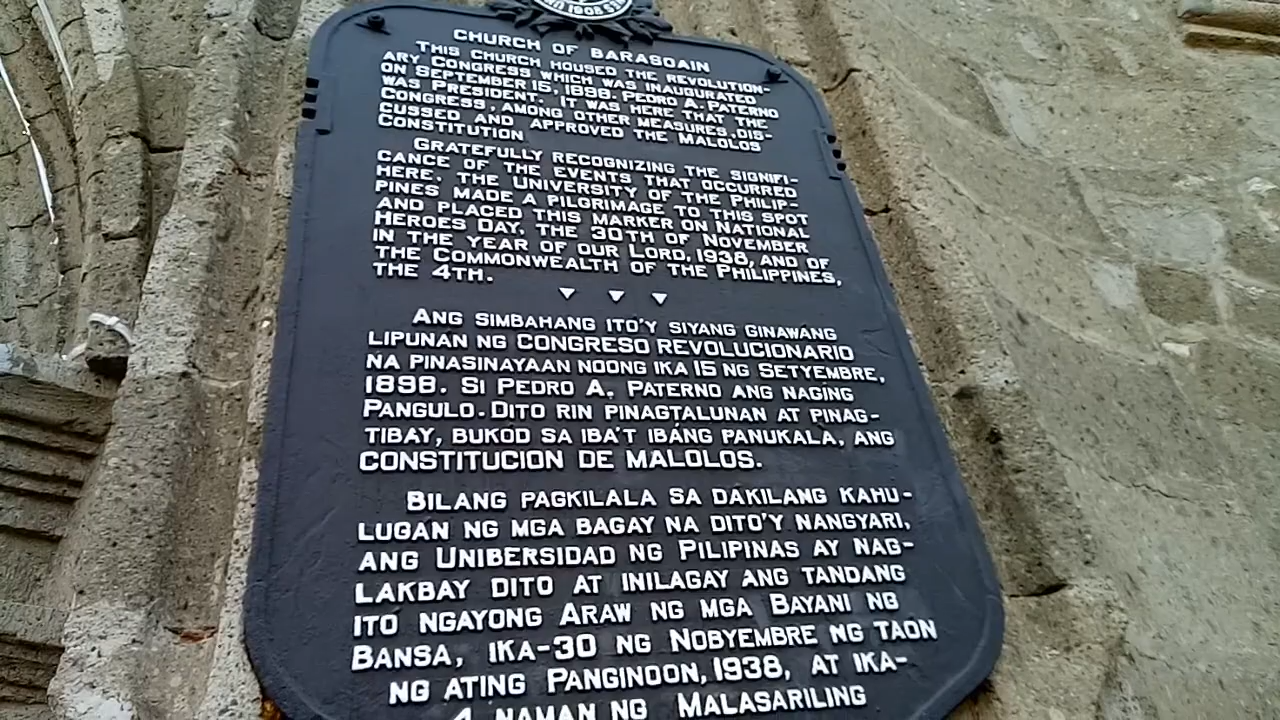 1908
CHURCH OF BARASOAIN
THIS CHURCH HOUSED THE REVOLUTION-
ARY CONGRESS WHICH WAS INAUGURATED
ON SEPTEMBER 15, 1898. PEDRO A. PATERNO
WAS PRESIDENT. IT WAS HERE THAT THE
CONGRESS, AMONG OTHER MEASURES, DIS-
CUSSED AND APPROVED THE MALOLOS
CONSTITUTION
GRATEFULLY RECOGNIZING THE SIGNIFI-
CANCE OF THE EVENTS THAT OCCURRED
HERE, THE UNIVERSITY OF THE PHILIP-
PINES MADE A PILGRIMAGE TO THIS SPOT
AND PLACED THIS MARKER ON NATIONAL
HEROES DAY, THE 30TH OF NOVEMBER
IN THE YEAR OF OUR LORD, 1938, AND OF
THE COMMONWEALTH OF THE PHILIPPINES,
THE 4TH.
ANG SIMBAHANG ITO'Y SIYANG GINAWANG
LIPUNAN NG CONGRESO REVOLUCIONARIO
NA PINASINAYAAN NOONG IKA 15 NG SETYEMBRE,
1898. SI PEDRO A. PATERNO ANG NAGING
PANGULO. DITO RIN PINAGTALUNAN AT PINAG-
TIBAY, BUKOD SA IBA'T IBÁNG PANUKALA, ANG
CONSTITUCION DE MALOLOS.
BILANG PAGKILALA SA DAKILANG KAHU-
LUGAN NG MGA BAGAY NA DITO'Y NANGYARI,
ANG UNIBERSIDAD NG PILIPINAS AY NAG-
LAKBAY DITO AT INILAGAY ANG TANDANG
ITO NGAYONG ARAW NG MGA BAYANI NG
BANSA, IKA-30 NG NOBYEMBRE NG TAON
NG ATING PANGINOON, 1938, AT IKA-
4 NAMAN NG MALASARILING